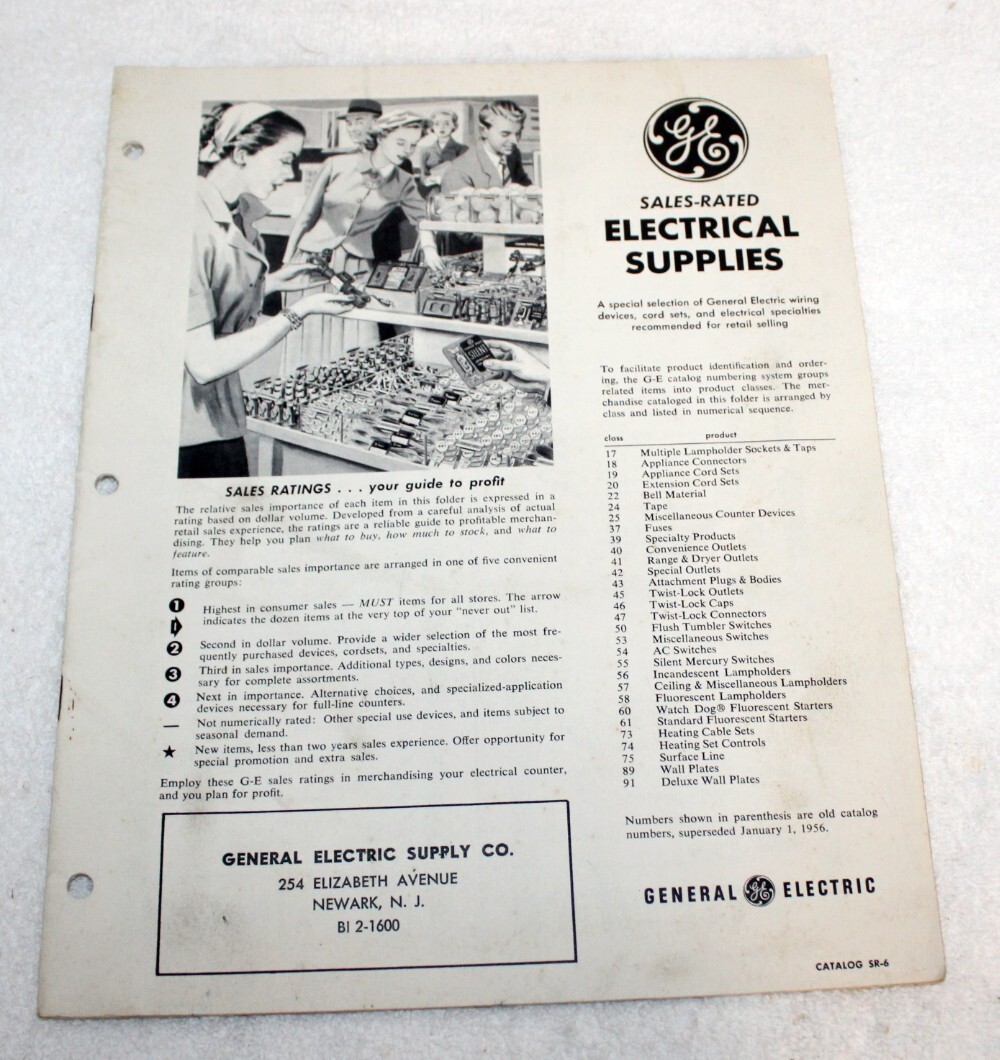 GE
SALES-RATED
ELECTRICAL
SUPPLIES
A special selection of General Electric wiring
devices, cord sets, and electrical specialties
recommended for retail selling
To facilitate product identification and order-
ing, the G-E catalog numbering system groups
related items into product classes. The mer-
chandise cataloged in this folder is arranged by
class and listed in numerical sequence.
class product
17 Multiple Lampholder Sockets & Taps
18 Appliance Connectors
19 Appliance Cord Sets
20 Extension Cord Sets
22 Bell Material
24 Tape
25 Miscellaneous Counter Devices
37 Fuses
39 Specialty Products
40 Convenience Outlets
41 Range & Dryer Outlets
42 Special Outlets
43 Attachment Plugs & Bodies
45 Twist-Lock Outlets
46 Twist-Lock Caps
47 Twist-Lock Connectors
50 Flush Tumbler Switches
53 Miscellaneous Switches
54 AC Switches
55 Silent Mercury Switches
56 Incandescent Lampholders
57 Ceiling & Miscellaneous Lampholders
58 Fluorescent Lampholders
60 Watch Dog® Fluorescent Starters
61 Standard Fluorescent Starters
73 Heating Cable Sets
74 Heating Set Controls
75 Surface Line
89 Wall Plates
91 Deluxe Wall Plates
Numbers shown in parenthesis are old catalog
numbers, superseded January 1, 1956.
GENERAL GE ELECTRIC
CATALOG SR-6
SILENT
SALES RATINGS . . . your guide to profit
The relative sales importance of each item in this folder is expressed in a
rating based on dollar volume. Developed from a careful analysis of actual
retail sales experience, the ratings are a reliable guide to profitable merchan-
dising. They help you plan what to buy, how much to stock, and what to
feature.
Items of comparable sales importance are arranged in one of five convenient
rating groups:
1 Highest in consumer sales — MUST items for all stores. The arrow
indicates the dozen items at the very top of your "never out" list.
2 Second in dollar volume. Provide a wider selection of the most fre-
quently purchased devices, cordsets, and specialties.
3 Third in sales importance. Additional types, designs, and colors neces-
sary for complete assortments.
4 Next in importance. Alternative choices, and specialized-application
devices necessary for full-line counters.
— Not numerically rated: Other special use devices, and items subject to
seasonal demand.
★ New items, less than two years sales experience. Offer opportunity for
special promotion and extra sales.
Employ these G-E sales ratings in merchandising your electrical counter,
and you plan for profit.
GENERAL ELECTRIC SUPPLY CO.
254 ELIZABETH AVENUE
NEWARK, N. J.
BI 2-1600